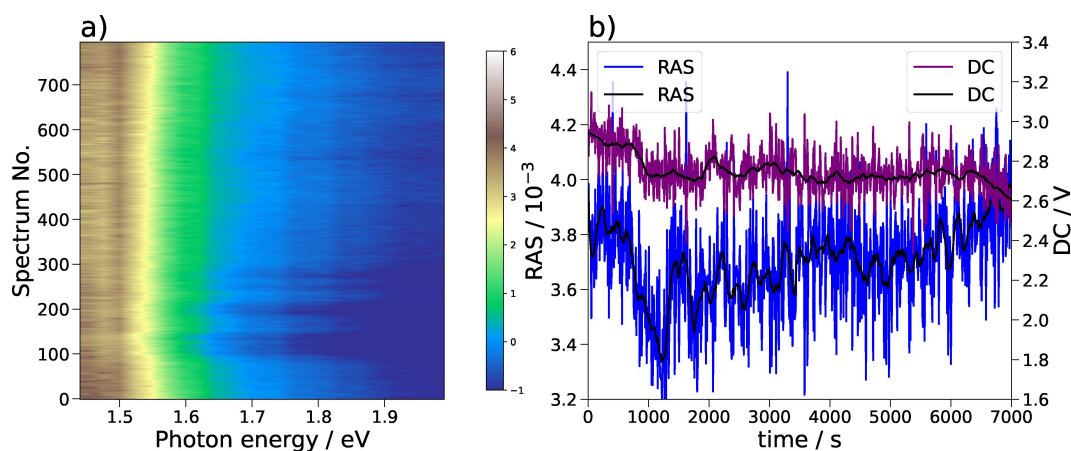 a)
700
600
500
400
300
200
100
0
Spectrum No.
1.5 1.6 1.7 1.8 1.9
Photon energy / eV
6
5
4
3
2
1
0
−1
RAS / 10−3
b)
4.4
4.2
4.0
3.8
3.6
3.4
3.2
RAS
RAS
DC
DC
3.4
3.2
3.0
2.8
2.6
2.4
2.2
2.0
1.8
1.6
DC / V
0 1000 2000 3000 4000 5000 6000 7000
time / s